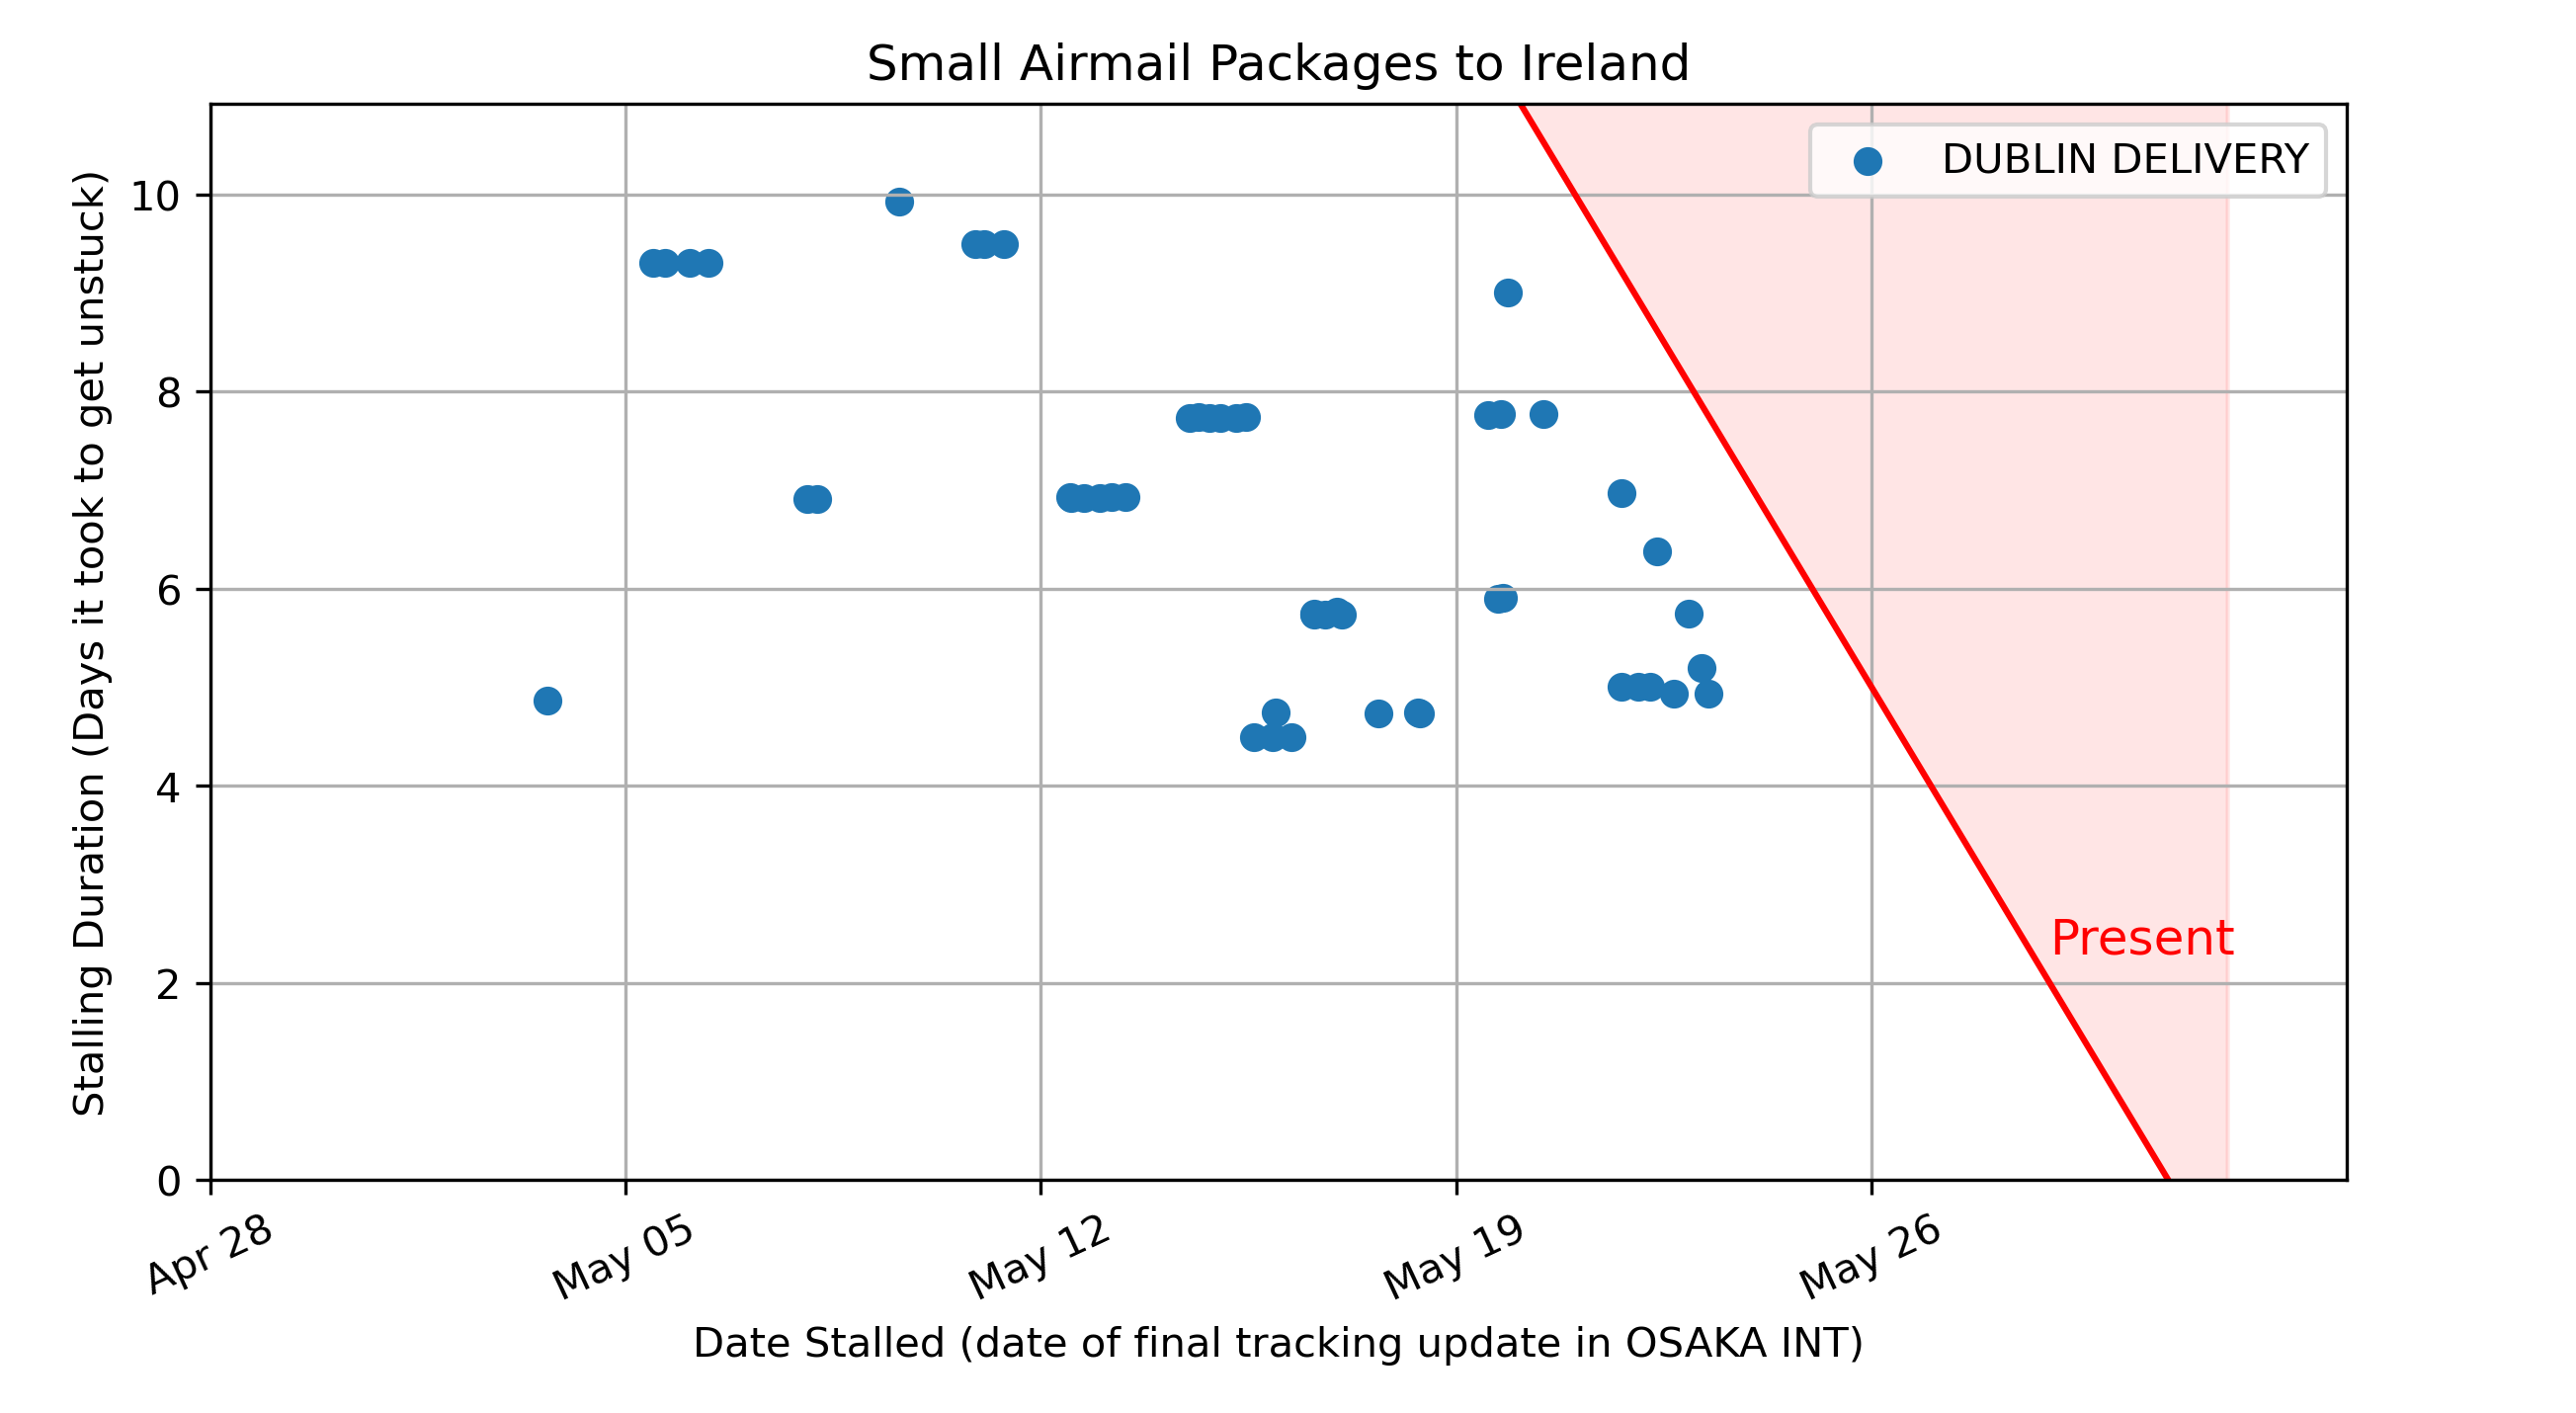 Small Airmail Packages to Ireland
DUBLIN DELIVERY
Stalling Duration (Days it took to get unstuck)
10
8
6
4
2
0
Present
Apr 28
May 05
May 12
May 19
May 26
Date Stalled (date of final tracking update in OSAKA INT)